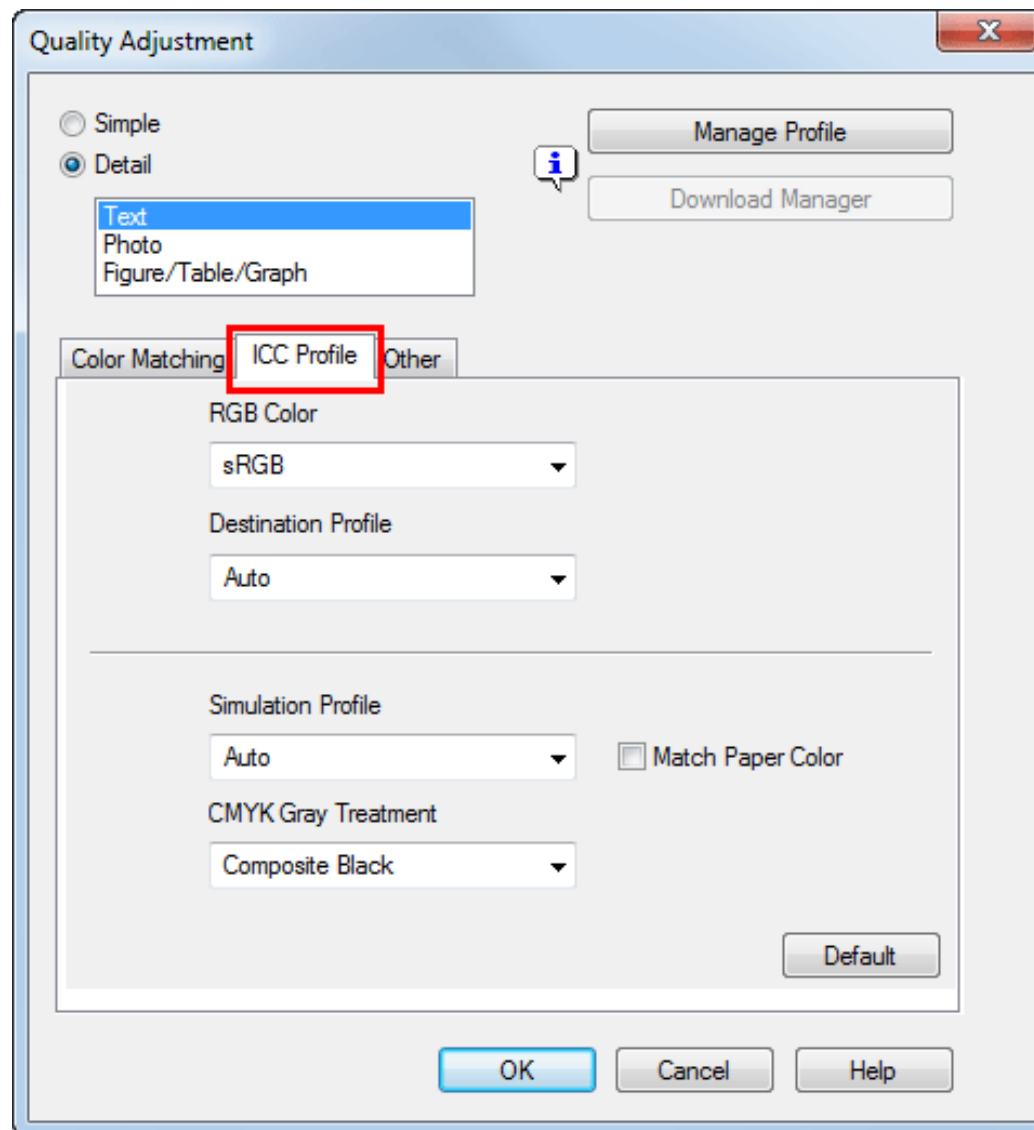 Quality Adjustment
Simple
Manage Profile
Detail
Download Manager
Text
Photo
Figure/Table/Graph
Color Matching ICC Profile Other
RGB Color
sRGB
Destination Profile
Auto
Simulation Profile
Auto
Match Paper Color
CMYK Gray Treatment
Composite Black
Default
OK Cancel Help